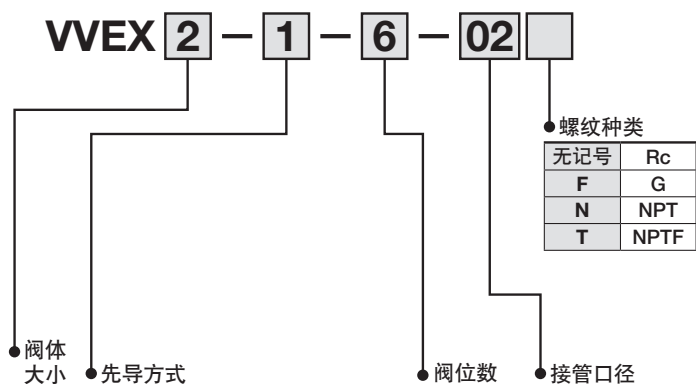 VVEX 2 — 1 — 6 — 02
螺纹种类
无记号 Rc
F G
N NPT
T NPTF
阀体
大小
先导方式
阀位数
接管口径